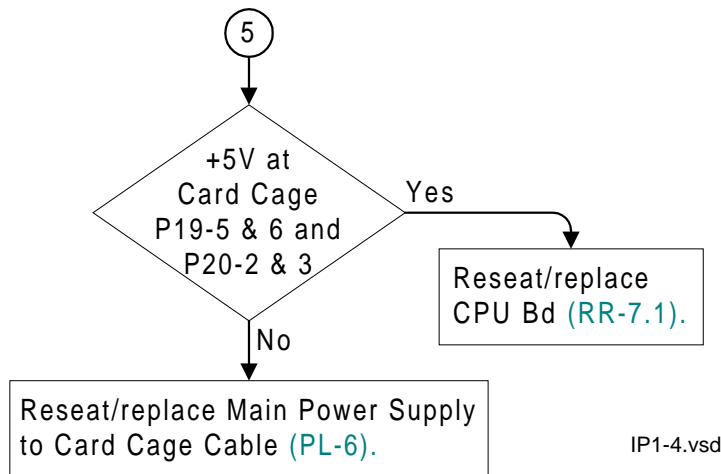 5
+5V at
Card Cage
P19-5 & 6 and
P20-2 & 3
Yes
Reseat/replace
CPU Bd (RR-7.1).
No
Reseat/replace Main Power Supply
to Card Cage Cable (PL-6).
IP1-4.vsd